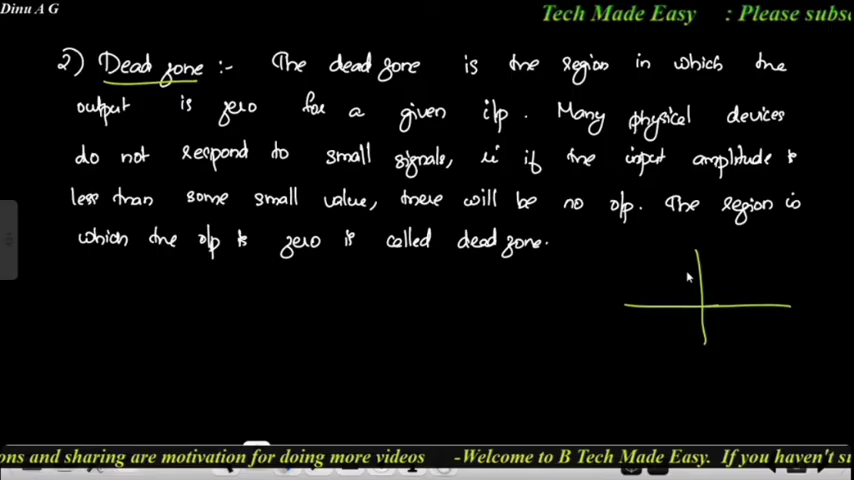 Dinu A G
Tech Made Easy : Please subs
2) Dead zone :- The dead zone is the region in which the
output is zero for a given i/p. Many physical devices
do not respond to small signals, ie if the input amplitude is
less than some small value, there will be no o/p. The region in
which the o/p is zero is called dead zone.
ons and sharing are motivation for doing more videos -Welcome to B Tech Made Easy. If you haven't su